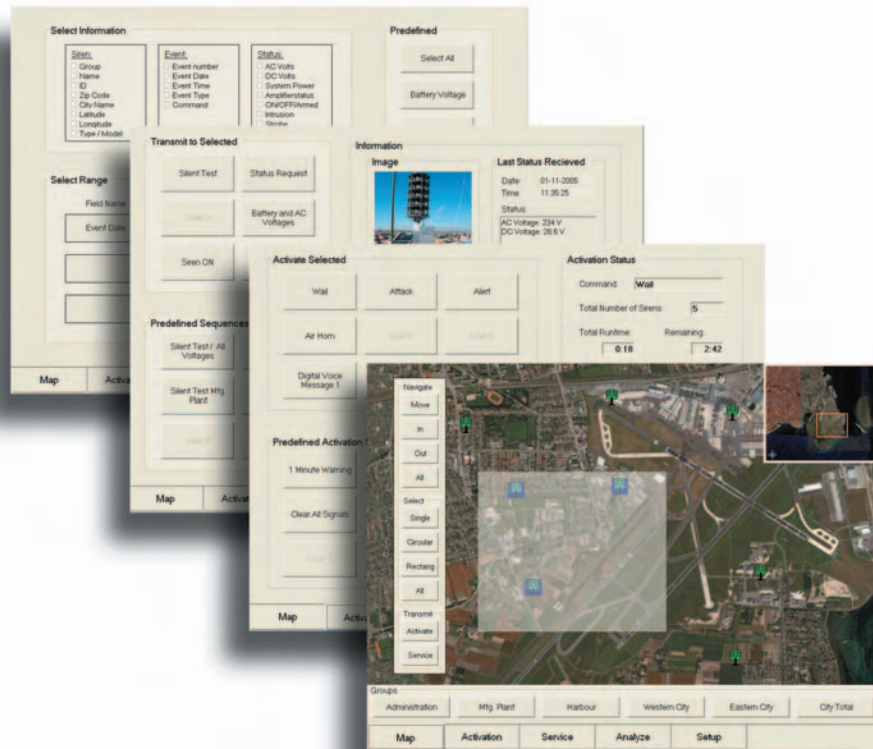 Select Information
Predefined
Siren:
Group
Name
ID
Zip Code
City Name
Latitude
Longitude
Type / Model
Event:
Event number
Event Date
Event Time
Event Type
Command
Status:
AC Volts
DC Volts
System Power
Amplifierstatus
ON/OFF/Armed
Intrusion
Strobe
Select All
Battery Voltage
Select Range
Field Name
Event Date
Map
Transmit to Selected
Silent Test
Status Request
Battery and AC
Voltages
Siren ON
Information
Image
Last Status Recieved
Date: 01-11-2005
Time: 11:35:25
Status:
AC Voltage: 234 V
DC Voltage: 26.6 V
Predefined Sequences
Silent Test / All
Voltages
Silent Test Mfg.
Plant
Map
Activate Selected
Wail
Attack
Alert
Air Horn
Digital Voice
Message 1
Activation Status
Command: Wail
Total Number of Sirens: 5
Total Runtime: Remaining:
0:18 2:42
Predefined Activation
1 Minute Warning
Clear All Signals
Map
Navigate
Move
In
Out
All
Select
Single
Circular
Rectang
All
Transmit
Activate
Service
Groups
Administration
Mfg. Plant
Harbour
Western City
Eastern City
City Total
Map
Activation
Service
Analyze
Setup